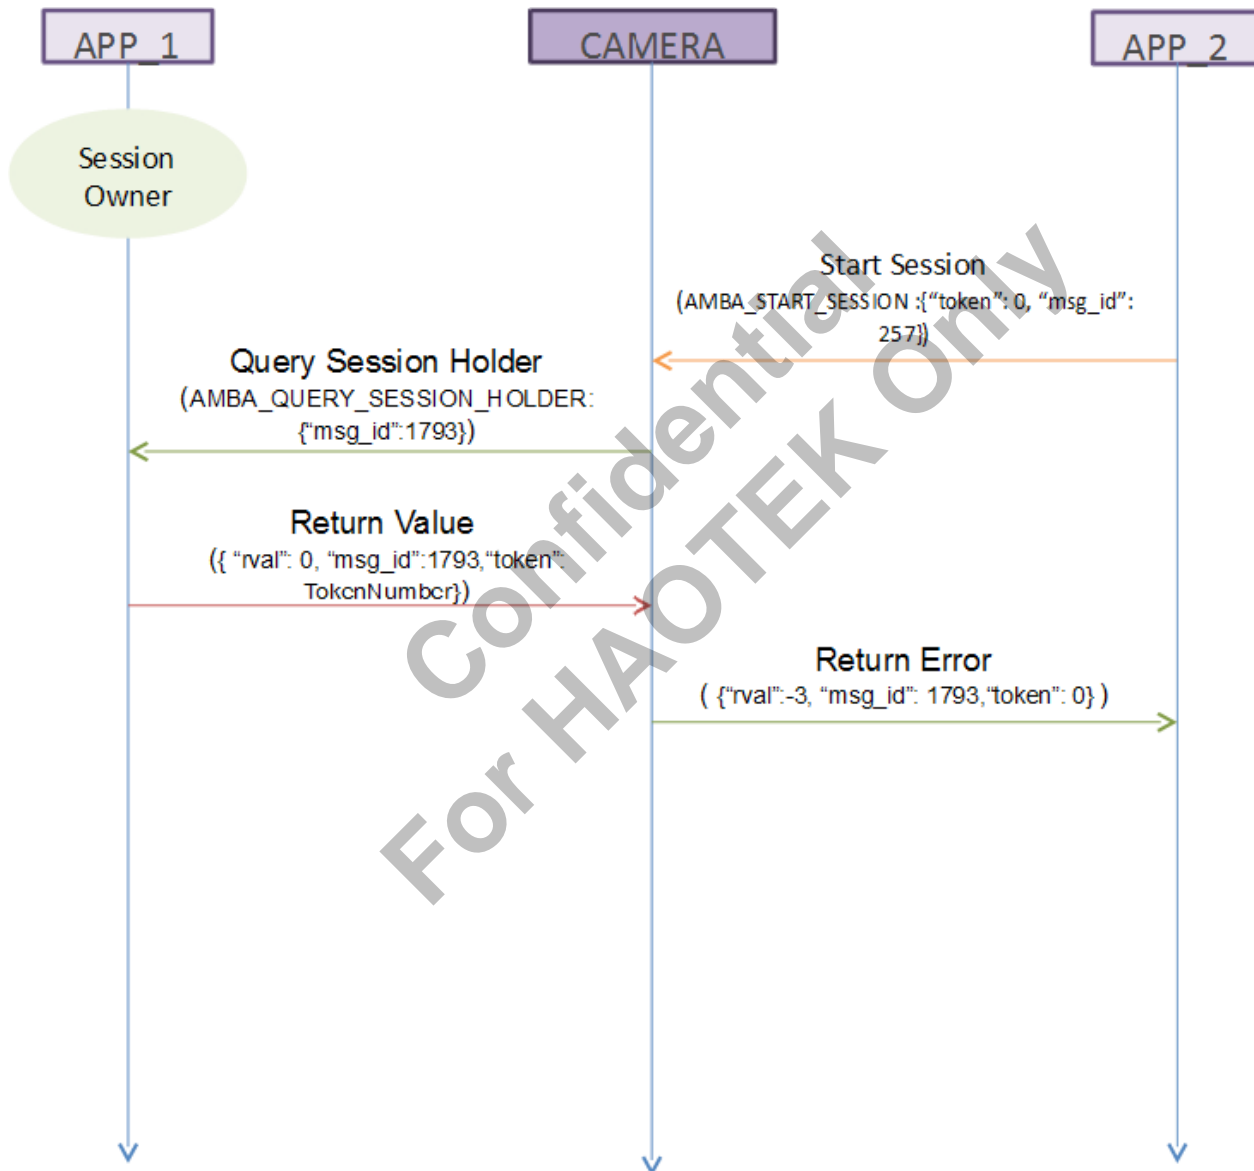 APP_1
CAMERA
APP_2
Session
Owner
Start Session
(AMBA_START_SESSION :{“token”: 0, “msg_id”:
257})
Query Session Holder
(AMBA_QUERY_SESSION_HOLDER:
{“msg_id”:1793})
Return Value
({ “rval”: 0, “msg_id”:1793,“token”:
TokenNumber})
Return Error
( {“rval”:-3, “msg_id”: 1793,“token”: 0} )
Confidential
For HAOTEK Only